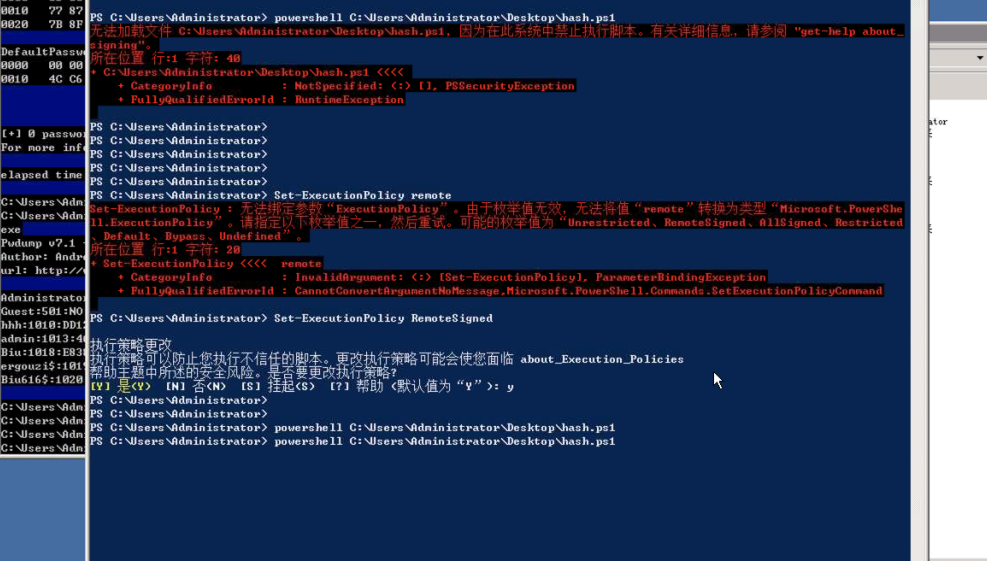 0010 77 87
0020 7B 8F
DefaultPassw
0000 00 00
0010 4C C6
[+] 0 passwo
For more inf
elapsed time
C:\Users\Adm
C:\Users\Adm
exe
Pwdump v7.1
Author: Andr
url: http://
Administrato
Guest:501:NO
hhh:1010:DD1
admin:1013:4
Biu:1018:E83
ergouzi$:101
Biu616$:1020
C:\Users\Adm
C:\Users\Adm
C:\Users\Adm
C:\Users\Adm
PS C:\Users\Administrator> powershell C:\Users\Administrator\Desktop\hash.ps1
无法加载文件 C:\Users\Administrator\Desktop\hash.ps1，因为在此系统中禁止执行脚本。有关详细信息，请参阅 "get-help about_
signing"。
所在位置 行:1 字符: 40
+ C:\Users\Administrator\Desktop\hash.ps1 <<<<
+ CategoryInfo : NotSpecified: (:) [], PSSecurityException
+ FullyQualifiedErrorId : RuntimeException
PS C:\Users\Administrator>
PS C:\Users\Administrator>
PS C:\Users\Administrator>
PS C:\Users\Administrator>
PS C:\Users\Administrator>
PS C:\Users\Administrator> Set-ExecutionPolicy remote
Set-ExecutionPolicy : 无法绑定参数“ExecutionPolicy”。由于枚举值无效，无法将值“remote”转换为类型“Microsoft.PowerShe
ll.ExecutionPolicy”。请指定以下枚举值之一，然后重试。可能的枚举值为“Unrestricted、RemoteSigned、AllSigned、Restricted
、Default、Bypass、Undefined”。
所在位置 行:1 字符: 20
+ Set-ExecutionPolicy <<<< remote
+ CategoryInfo : InvalidArgument: (:) [Set-ExecutionPolicy], ParameterBindingException
+ FullyQualifiedErrorId : CannotConvertArgumentNoMessage,Microsoft.PowerShell.Commands.SetExecutionPolicyCommand
PS C:\Users\Administrator> Set-ExecutionPolicy RemoteSigned
执行策略更改
执行策略可以防止您执行不信任的脚本。更改执行策略可能会使您面临 about_Execution_Policies
帮助主题中所述的安全风险。是否要更改执行策略?
[Y] 是(Y) [N] 否(N) [S] 挂起(S) [?] 帮助 (默认值为“Y”): y
PS C:\Users\Administrator>
PS C:\Users\Administrator>
PS C:\Users\Administrator> powershell C:\Users\Administrator\Desktop\hash.ps1
PS C:\Users\Administrator> powershell C:\Users\Administrator\Desktop\hash.ps1
ator